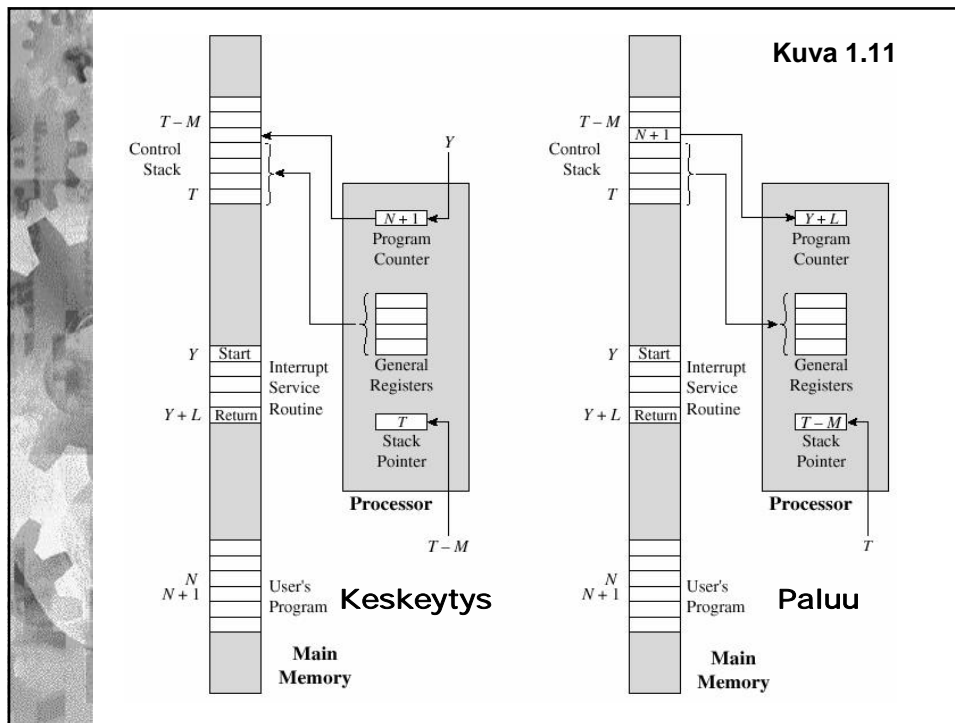 Kuva 1.11
T – M
Control
Stack
T
Y
N + 1
Program
Counter
General
Registers
T
Stack
Pointer
Processor
T – M
Y
Start
Interrupt
Service
Routine
Y + L
Return
N
N + 1
User's
Program
Keskeytys
Main
Memory
T – M
N + 1
Control
Stack
T
Y + L
Program
Counter
General
Registers
T – M
Stack
Pointer
Processor
T
Y
Start
Interrupt
Service
Routine
Y + L
Return
N
N + 1
User's
Program
Paluu
Main
Memory